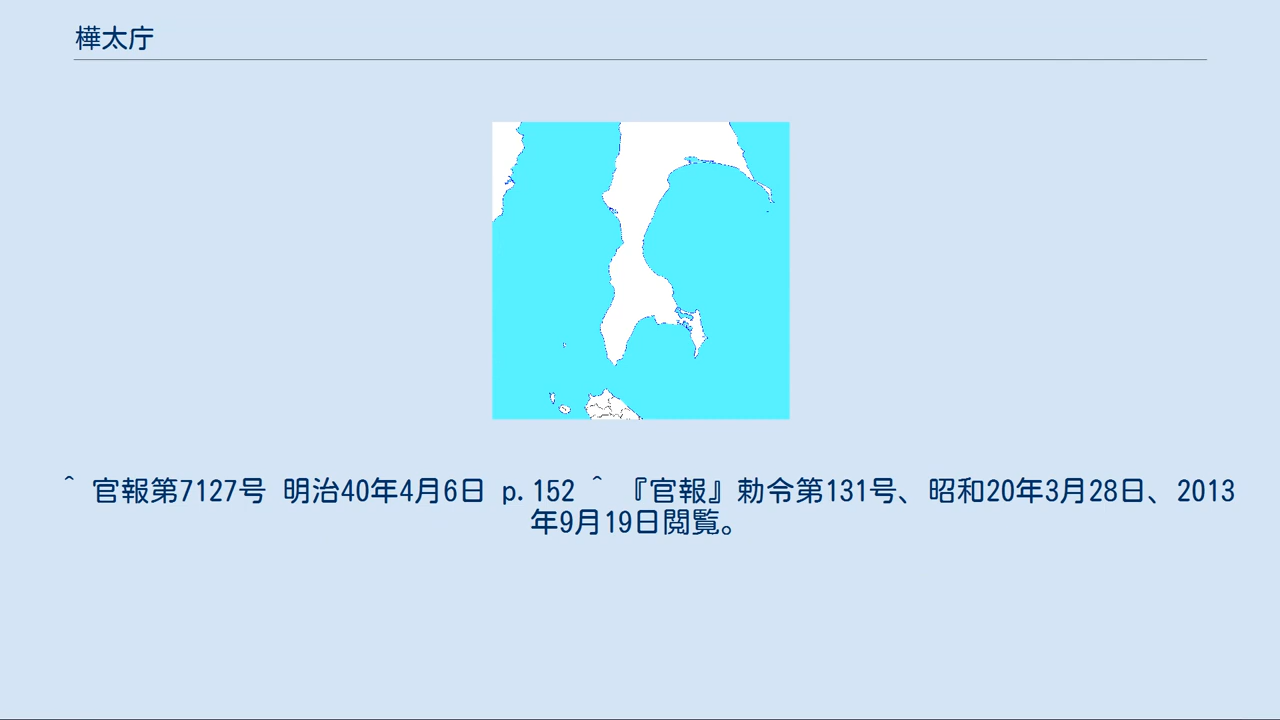 樺太庁
^ 官報第7127号 明治40年4月6日 p.152 ^ 『官報』勅令第131号、昭和20年3月28日、2013
年9月19日閲覧。